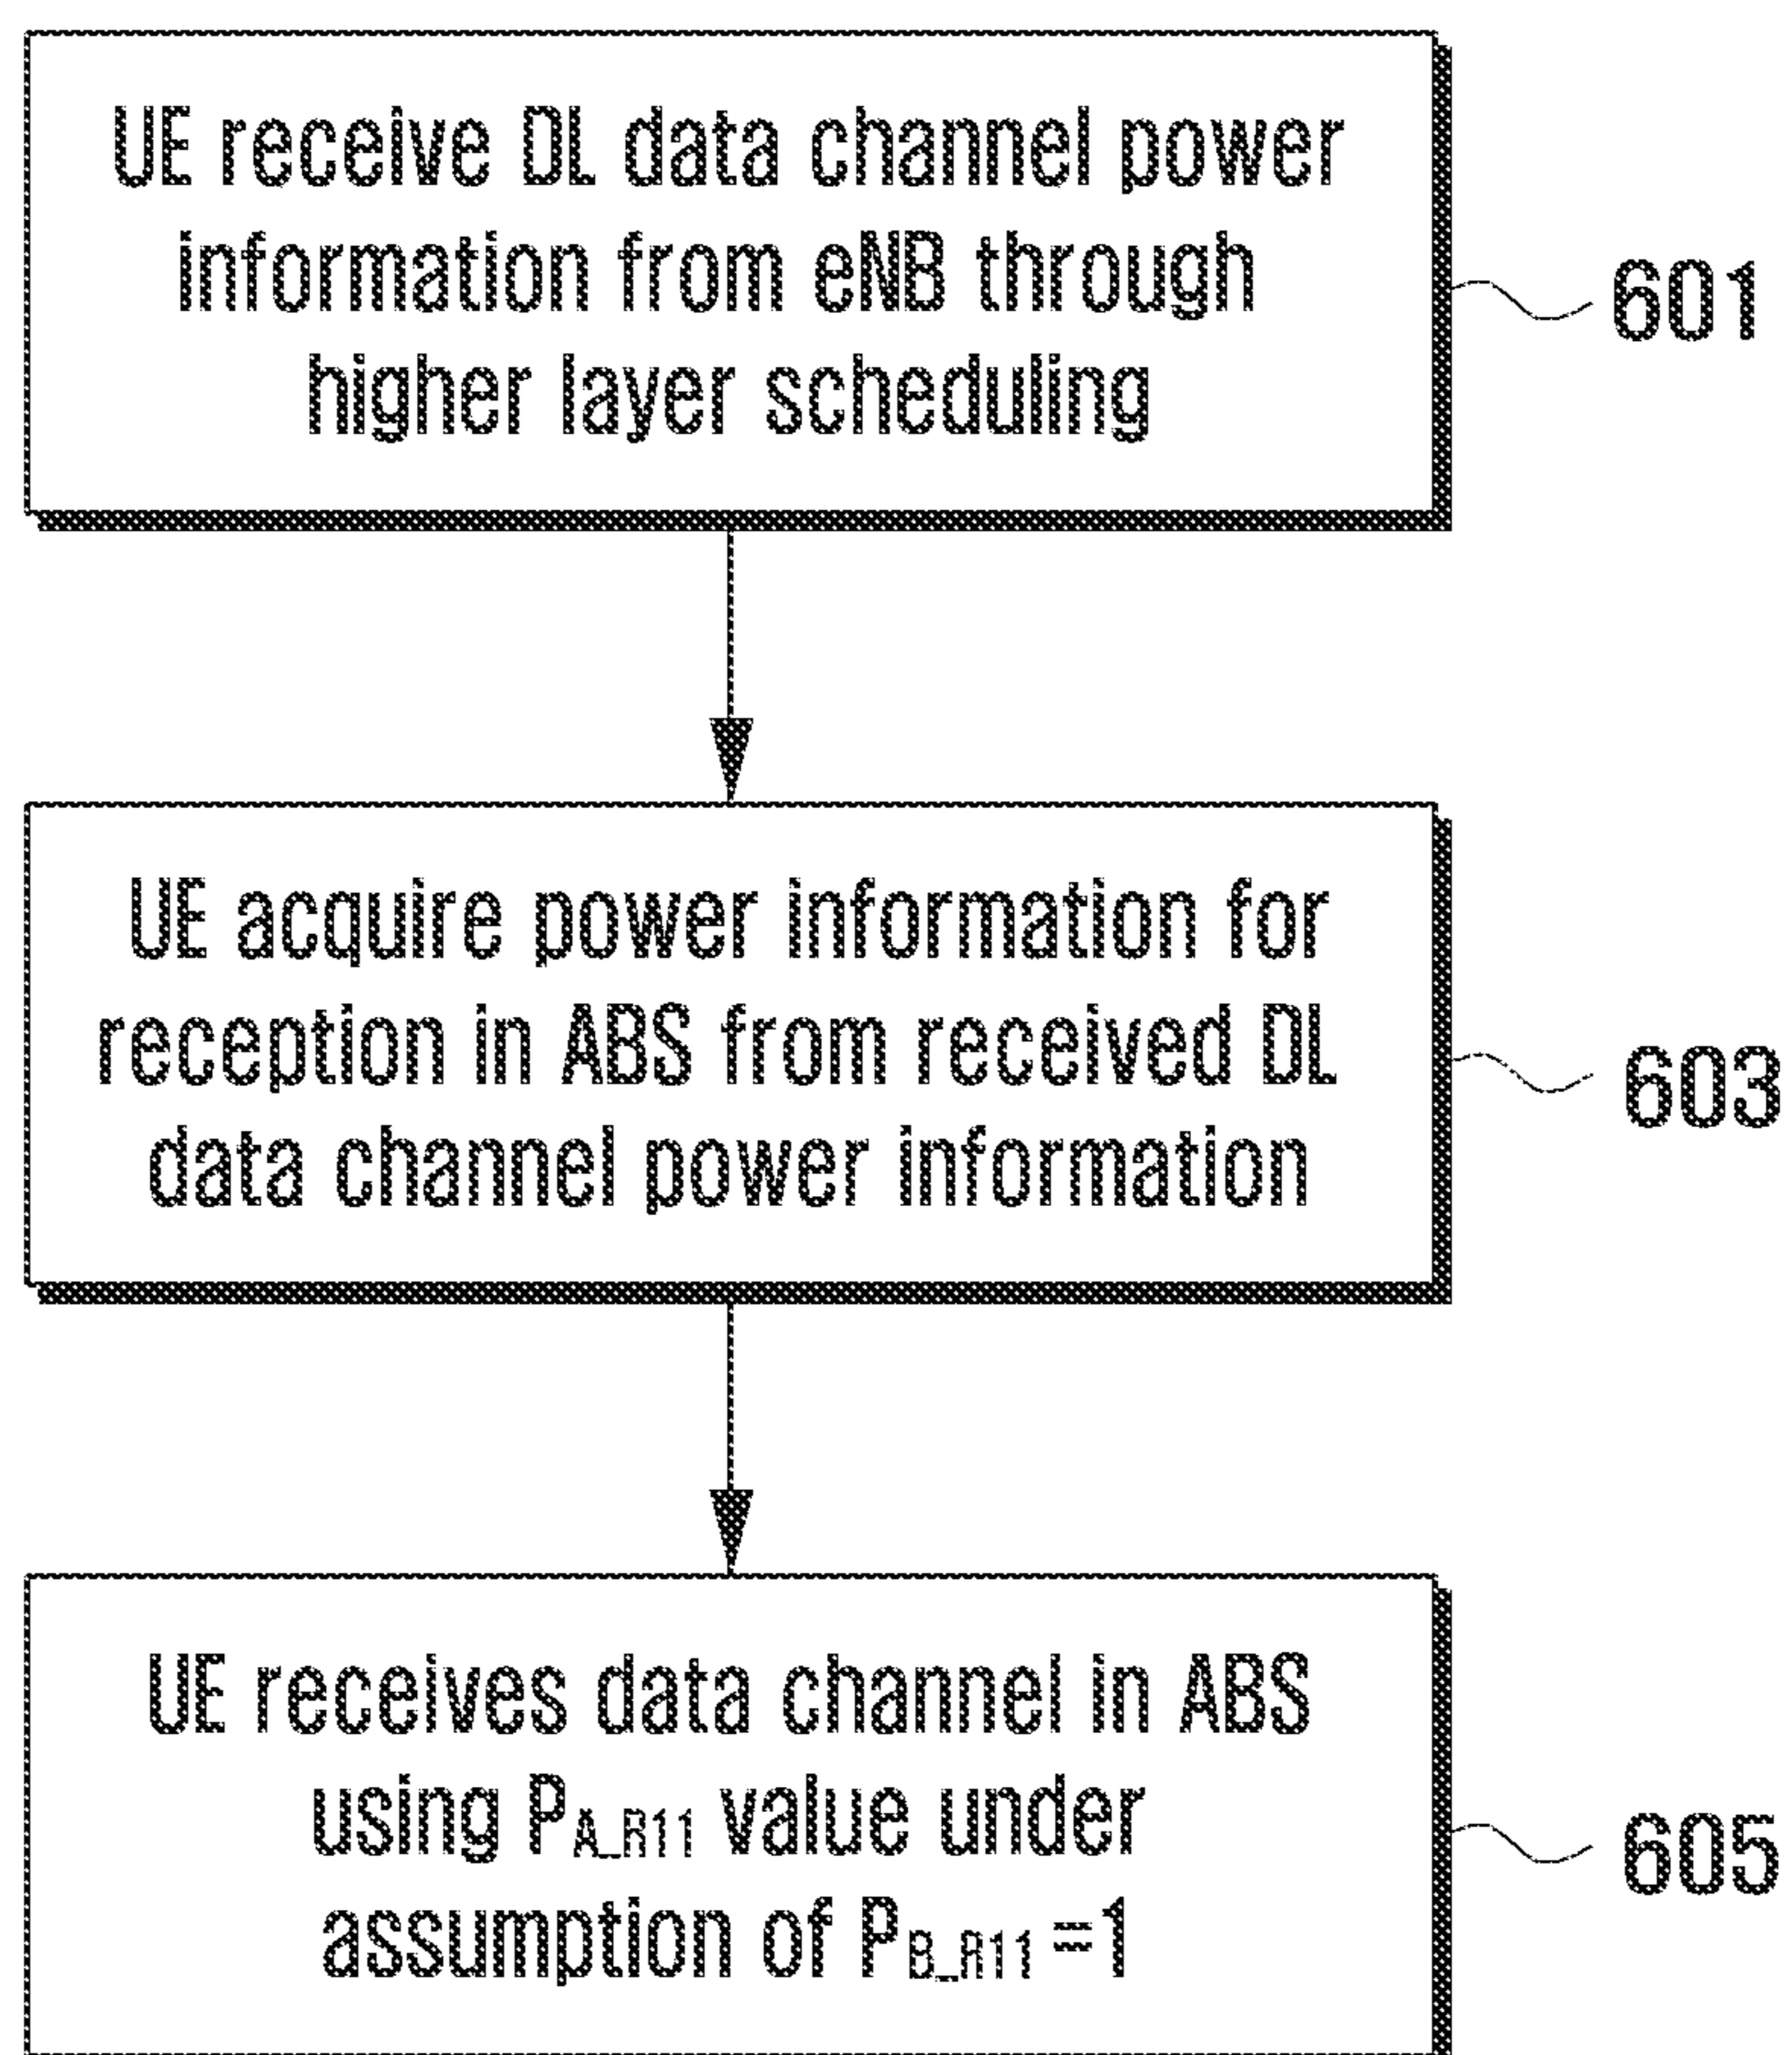 UE receive DL data channel power
information from eNB through
higher layer scheduling
601
UE acquire power information for
reception in ABS from received DL
data channel power information
603
UE receives data channel in ABS
using PA_R11 value under
assumption of PB_R11 =1
605